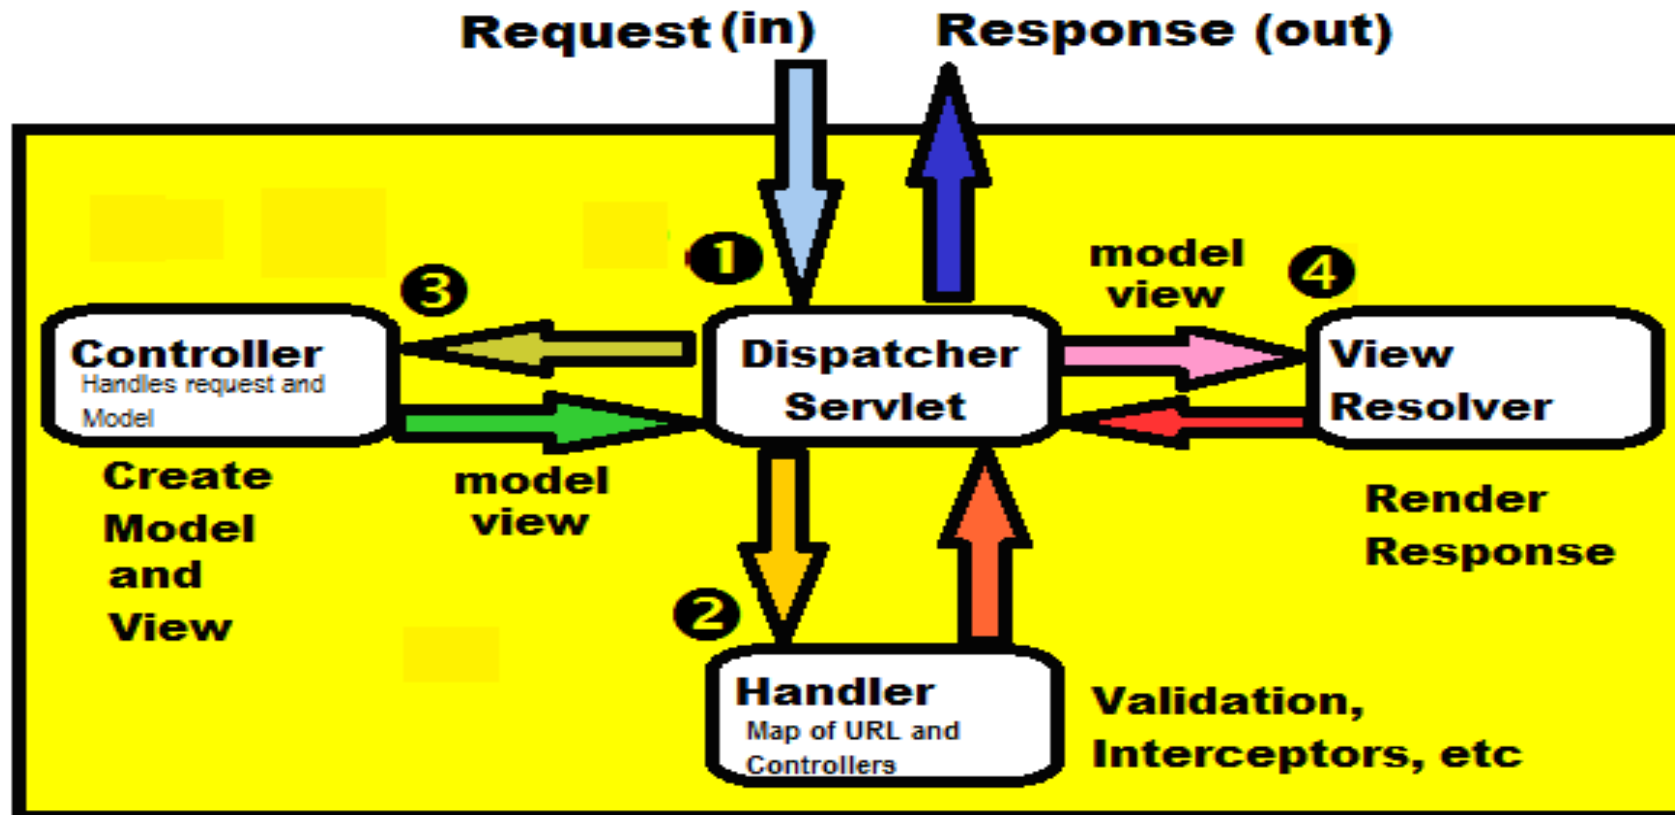 Request (in)
Response (out)
1
model
view
4
3
Controller
Handles request and
Model
Dispatcher
Servlet
View
Resolver
Create
Model
and
View
model
view
Render
Response
2
Handler
Map of URL and
Controllers
Validation,
Interceptors, etc